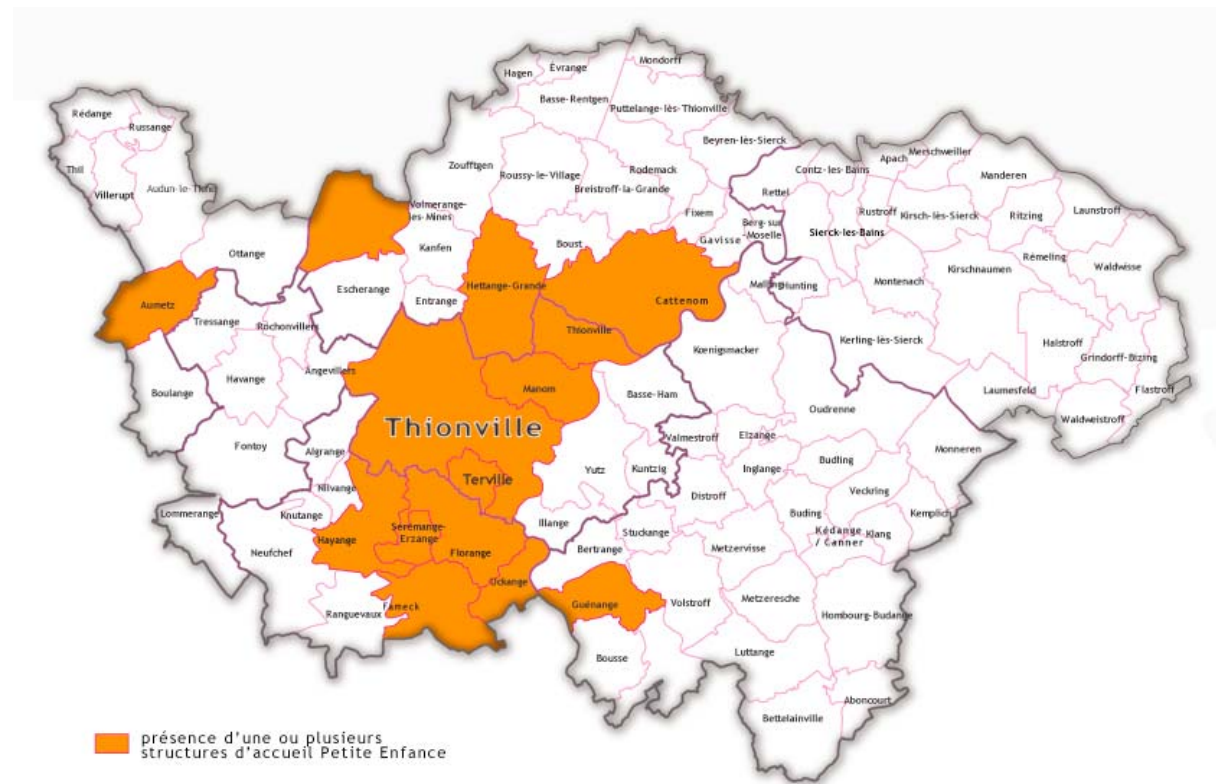 Mondorff
Évrange
Hagen
Basse-Rentgen
Puttelange-lès-Thionville
Rédange
Russange
Beyren-lès-Sierck
Merschweiller
Apach
Zoufftgen
Contz-les-Bains
Thil
Roussy-le-Village
Rodemack
Manderen
Villerupt
Audun-le-Tiche
Breistroff-la-Grande
Rettel
Volmerange-
les-Mines
Fixem
Rustroff
Kirsch-lès-Sierck
Ritzing
Launstroff
Berg-sur
-Moselle
Sierck-les-Bains
Gavisse
Boust
Kanfen
Ottange
Rémeling
Kirschnaumen
Waldwisse
Montenach
Malling
Hunting
Hettange-Grande
Escherange
Entrange
Cattenom
Aumetz
Tressange
Rochonvillers
Thionville
Kerling-lès-Sierck
Halstroff
Kœnigsmacker
Grindorff-Bizing
Boulange
Havange
Angevillers
Manom
Basse-Ham
Laumesfeld
Flastroff
Oudrenne
Waldweistroff
Thionville
Fontoy
Algrange
Valmestroff
Elzange
Monneren
Budling
Yutz
Kuntzig
Inglange
Terville
Nilvange
Veckring
Distroff
Lommerange
Knutange
Illange
Buding
Kemplich
Serémange-
Erzange
Stuckange
Kédange
/ Canner
Klang
Hayange
Neufchef
Florange
Bertrange
Metzervisse
Uckange
Guénange
Volstroff
Metzeresche
Fameck
Ranguevaux
Hombourg-Budange
Bousse
Luttange
Aboncourt
Bettelainville
présence d'une ou plusieurs
structures d'accueil Petite Enfance